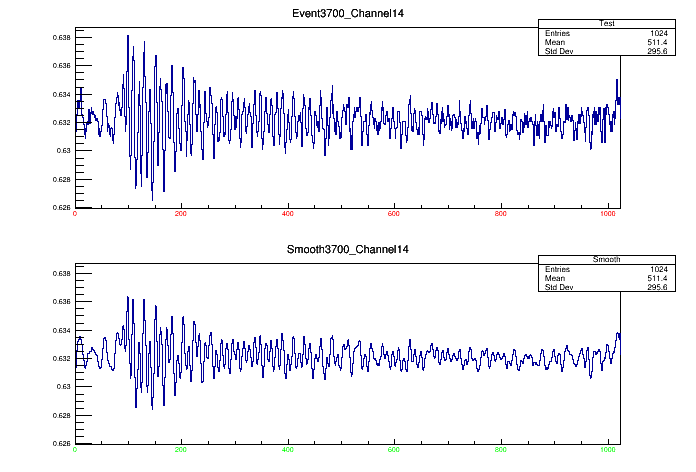 Event3700_Channel14
Test
Entries 1024
Mean 511.4
Std Dev 295.6
0.638
0.636
0.634
0.632
0.63
0.628
0.626
0 200 400 600 800 1000
Smooth3700_Channel14
Smooth
Entries 1024
Mean 511.4
Std Dev 295.6
0.638
0.636
0.634
0.632
0.63
0.628
0.626
0 200 400 600 800 1000